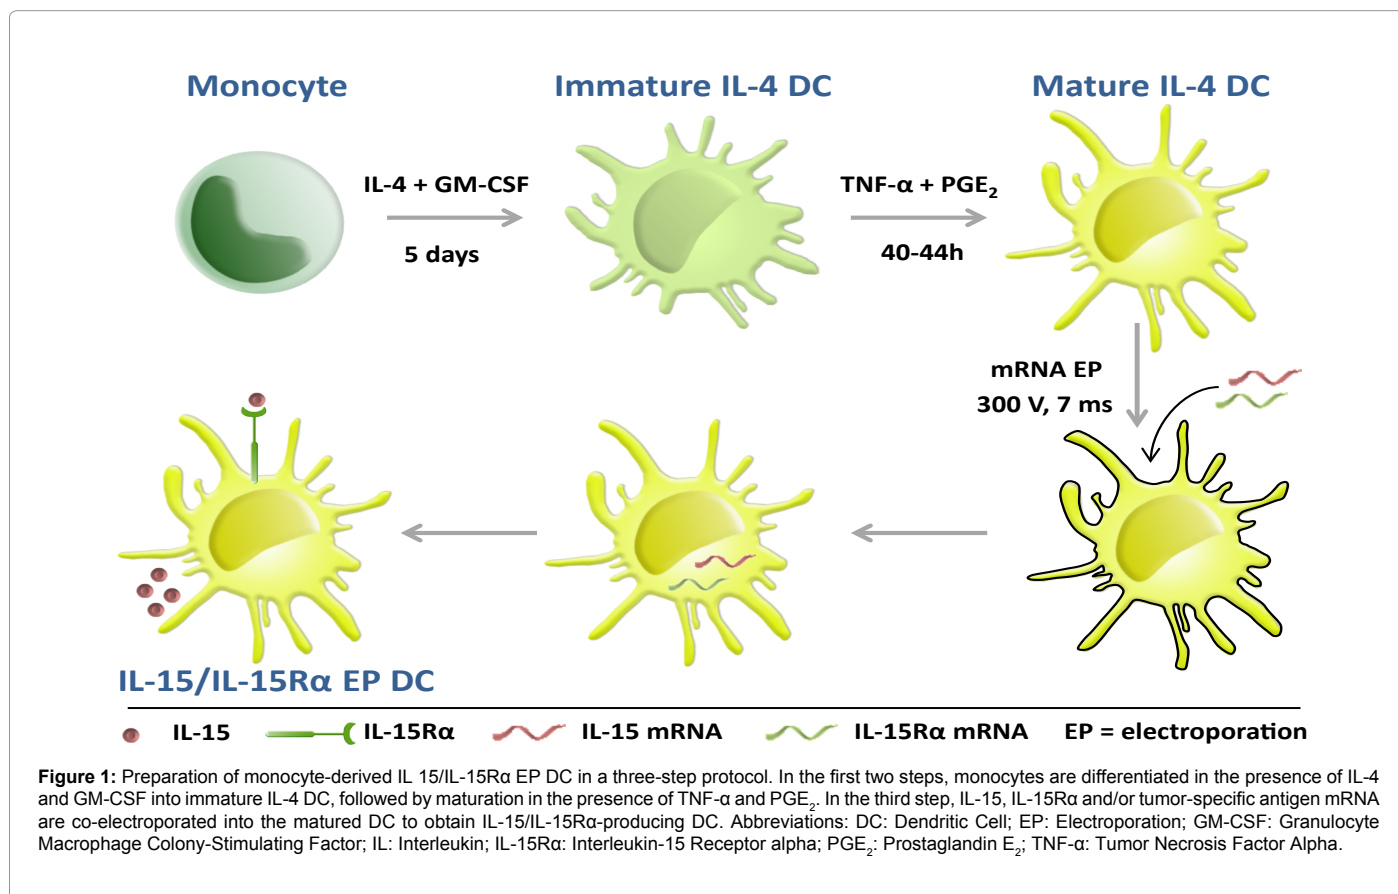 Monocyte
Immature IL-4 DC
Mature IL-4 DC
IL-4 + GM-CSF
5 days
TNF-α + PGE₂
40-44h
mRNA EP
300 V, 7 ms
IL-15/IL-15Rα EP DC
IL-15
IL-15Rα
IL-15 mRNA
IL-15Rα mRNA
EP = electroporation
Figure 1: Preparation of monocyte-derived IL 15/IL-15Rα EP DC in a three-step protocol. In the first two steps, monocytes are differentiated in the presence of IL-4
and GM-CSF into immature IL-4 DC, followed by maturation in the presence of TNF-α and PGE₂. In the third step, IL-15, IL-15Rα and/or tumor-specific antigen mRNA
are co-electroporated into the matured DC to obtain IL-15/IL-15Rα-producing DC. Abbreviations: DC: Dendritic Cell; EP: Electroporation; GM-CSF: Granulocyte
Macrophage Colony-Stimulating Factor; IL: Interleukin; IL-15Rα: Interleukin-15 Receptor alpha; PGE₂: Prostaglandin E₂; TNF-α: Tumor Necrosis Factor Alpha.